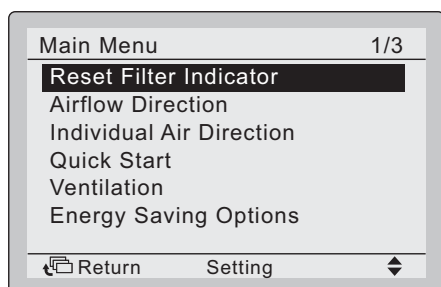 Main Menu 1/3
Reset Filter Indicator
Airflow Direction
Individual Air Direction
Quick Start
Ventilation
Energy Saving Options
Return Setting